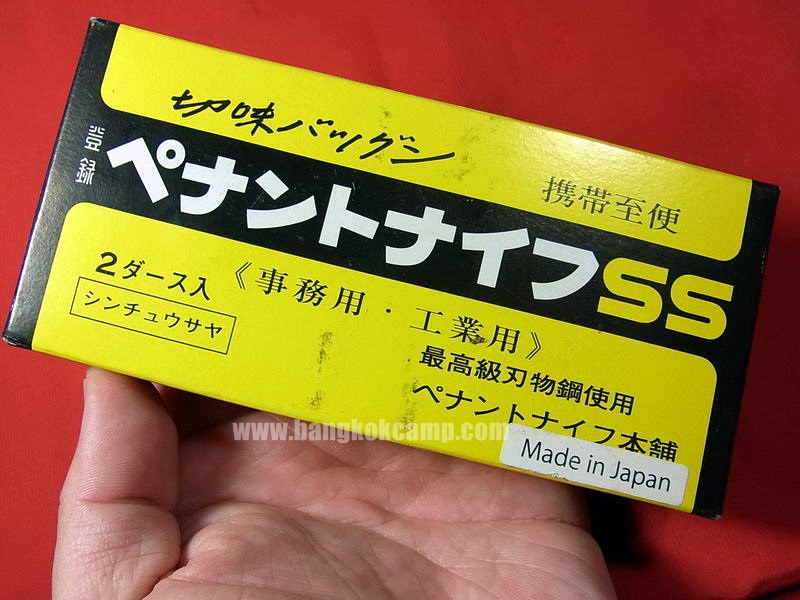 切味バツグン
携帯至便
登録
ペナントナイフSS
2ダース入
《事務用・工業用》
シンチュウサヤ
最高級刃物鋼使用
ペナントナイフ本舗
www.bangkokcamp.com
Made in Japan